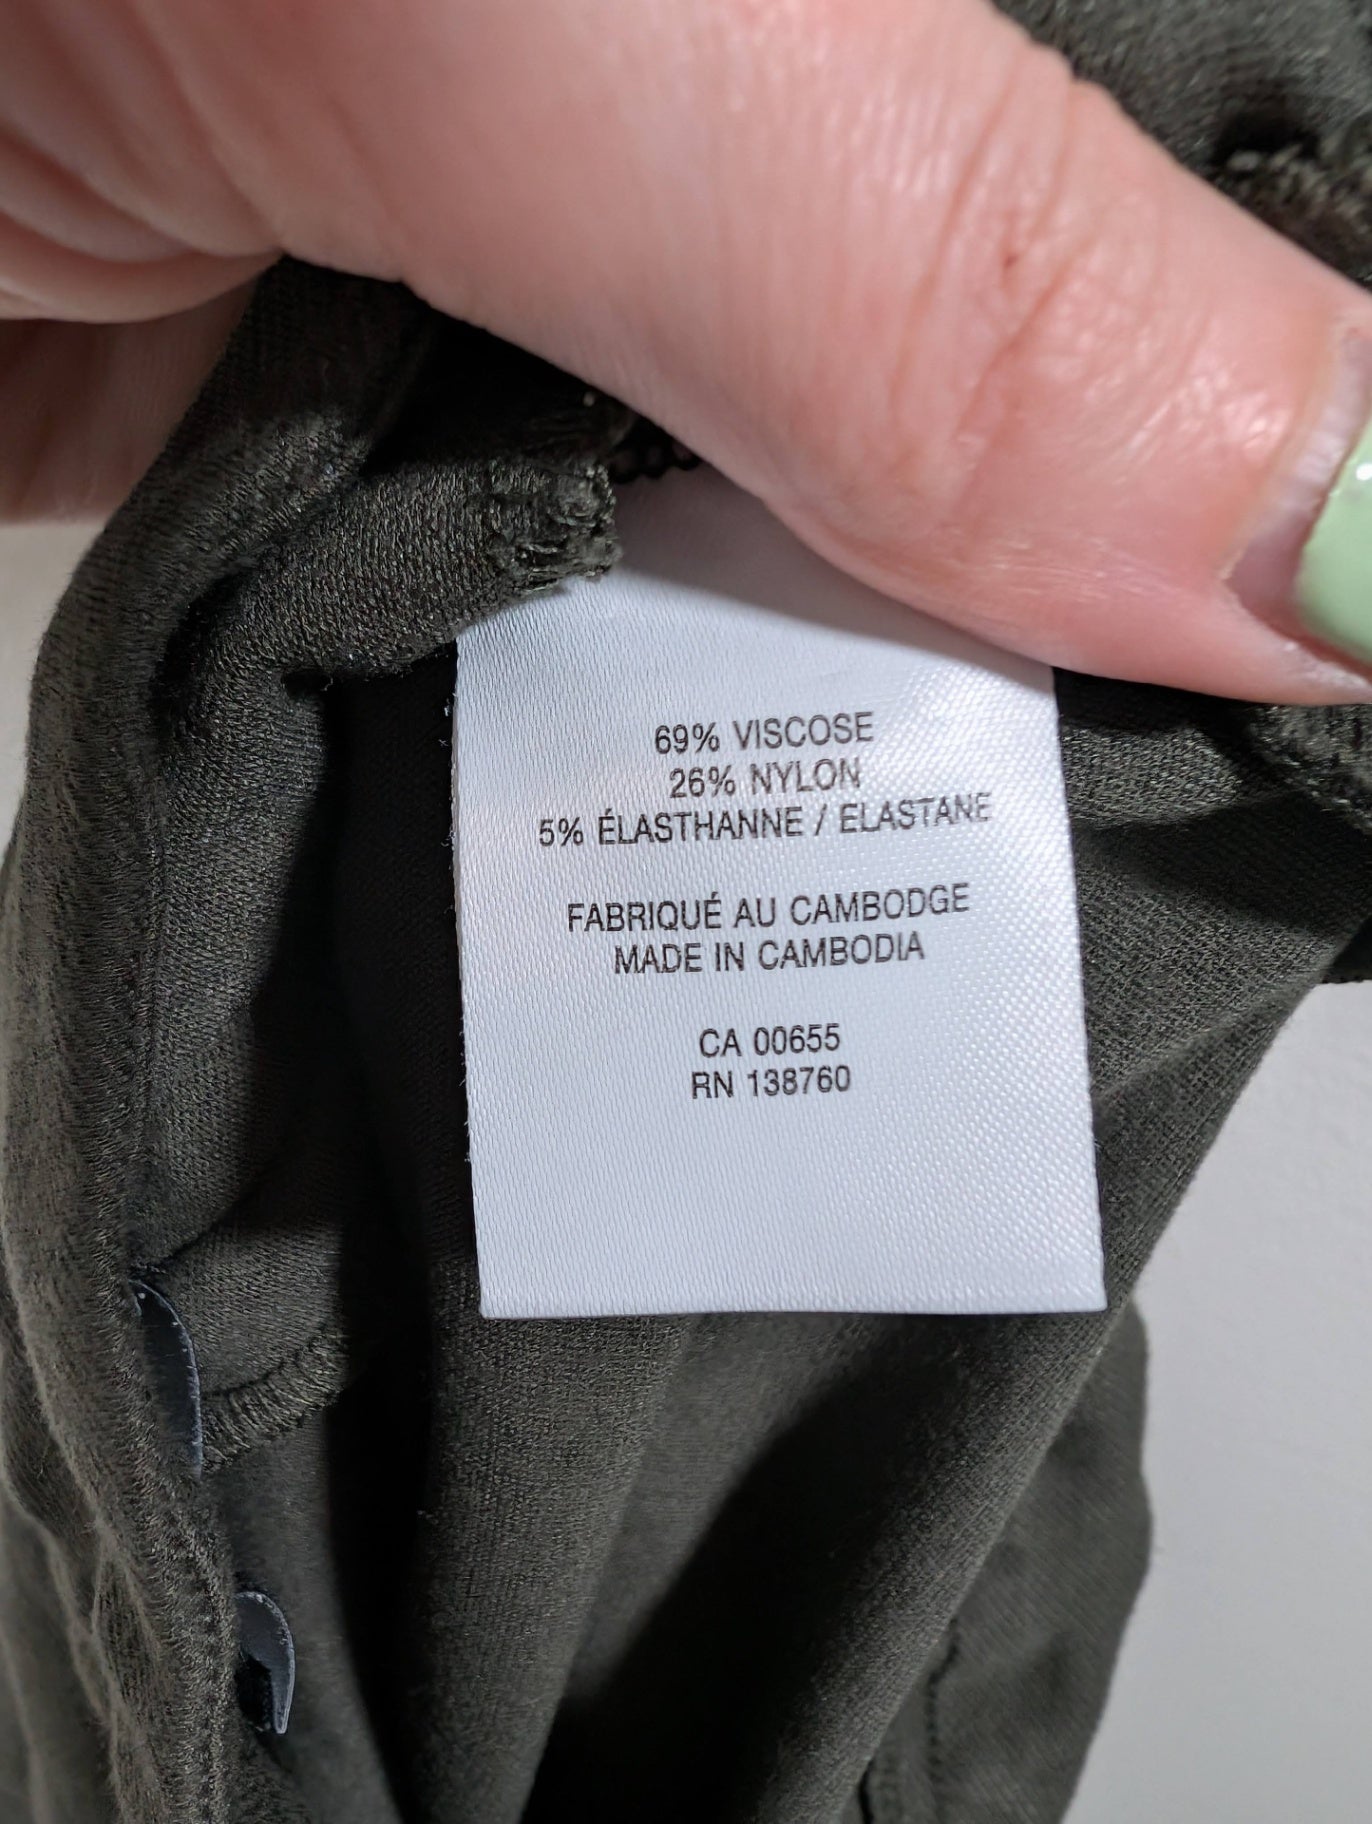 69% VISCOSE
26% NYLON
5% ÉLASTHANNE / ELASTANE
FABRIQUÉ AU CAMBODGE
MADE IN CAMBODIA
CA 00655
RN 138760